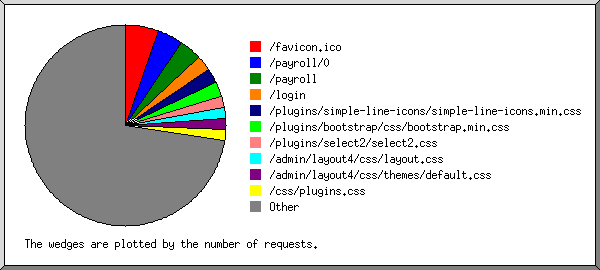 /favicon.ico
/payroll/0
/payroll
/login
/plugins/simple-line-icons/simple-line-icons.min.css
/plugins/bootstrap/css/bootstrap.min.css
/plugins/select2/select2.css
/admin/layout4/css/layout.css
/admin/layout4/css/themes/default.css
/css/plugins.css
Other
The wedges are plotted by the number of requests.